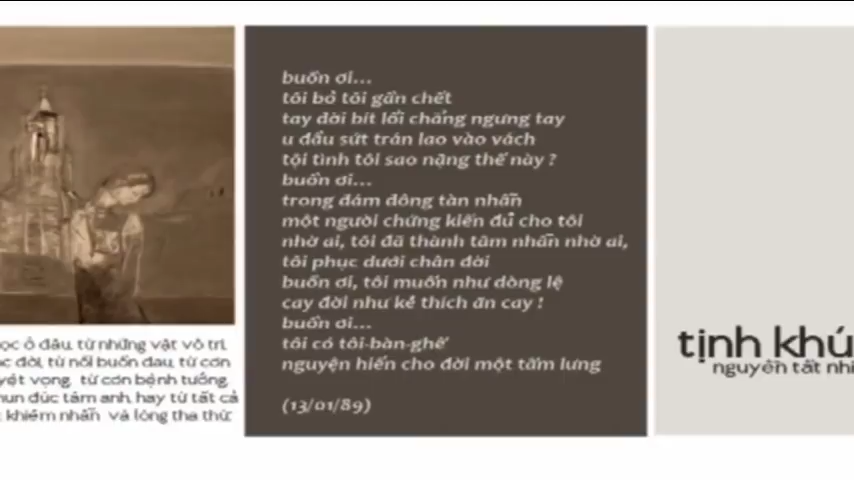 ọc ở đâu, từ những vật vô tri,
ộc đời, từ nỗi buồn đau, từ cơn
yệt vọng, từ cơn bệnh tưởng,
hun đúc tâm anh, hay từ tất cả
khiêm nhẫn và lòng tha thứ.
buồn ơi...
tôi bỏ tôi gần chết
tay đời bít lối chẳng ngưng tay
u đầu sứt trán lao vào vách
tội tình tôi sao nặng thế này ?
buồn ơi...
trong đám đông tàn nhẫn
một người chứng kiến đủ cho tôi
nhờ ai, tôi đã thành tâm nhẫn nhờ ai,
tôi phục dưới chân đời
buồn ơi, tôi muốn như dòng lệ
cay đời như kẻ thích ăn cay !
buồn ơi...
tôi có tôi-bàn-ghế
nguyện hiến cho đời một tấm lưng
(13/01/89)
tịnh khú
nguyễn tất nhi